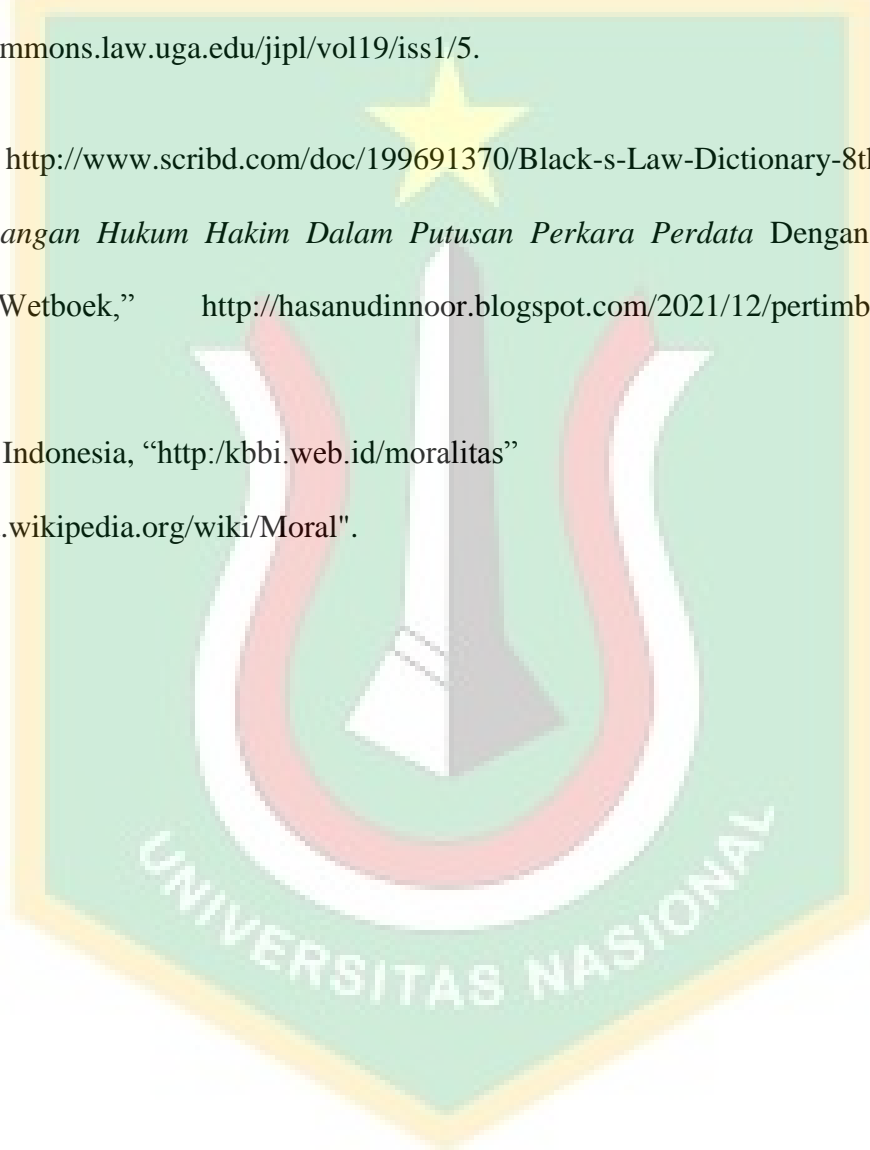 mmons.law.uga.edu/jipl/vol19/iss1/5.
http://www.scribd.com/doc/199691370/Black-s-Law-Dictionary-8th
angan Hukum Hakim Dalam Putusan Perkara Perdata Dengan
Wetboek,” http://hasanudinnoor.blogspot.com/2021/12/pertimb
Indonesia, “http:/kbbi.web.id/moralitas”
.wikipedia.org/wiki/Moral".
UNIVERSITAS NASIONAL